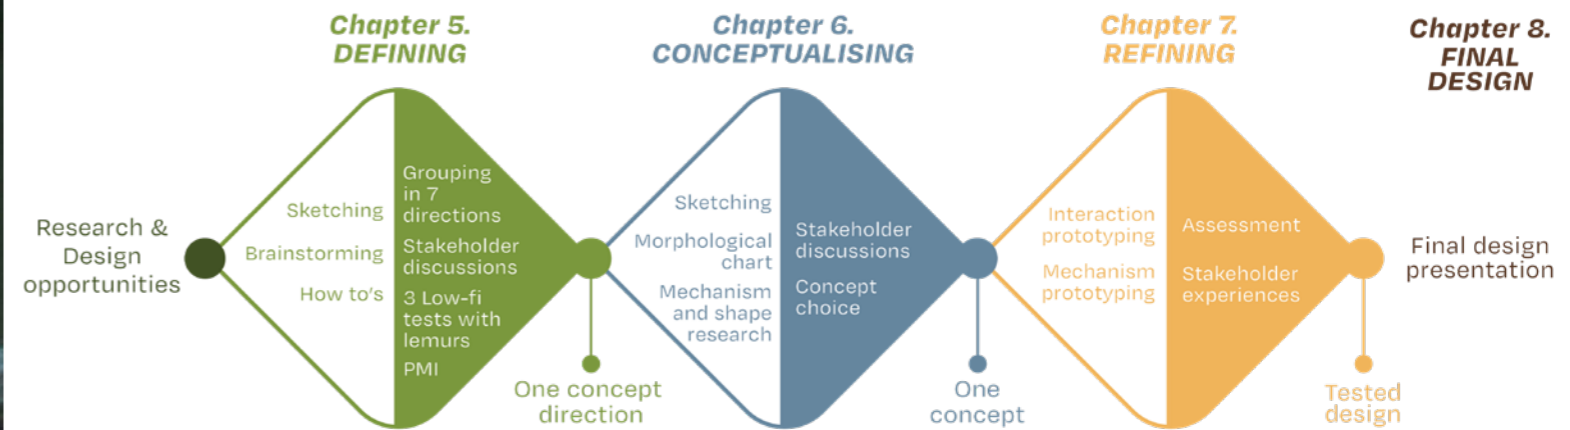 Chapter 5.
DEFINING
Chapter 6.
CONCEPTUALISING
Chapter 7.
REFINING
Chapter 8.
FINAL
DESIGN
Research &
Design
opportunities
Sketching
Brainstorming
How to's
Grouping
in 7
directions
Stakeholder
discussions
3 Low-fi
tests with
lemurs
PMI
One concept
direction
Sketching
Morphological
chart
Mechanism
and shape
research
Stakeholder
discussions
Concept
choice
One
concept
Interaction
prototyping
Mechanism
prototyping
Assessment
Stakeholder
experiences
Tested
design
Final design
presentation